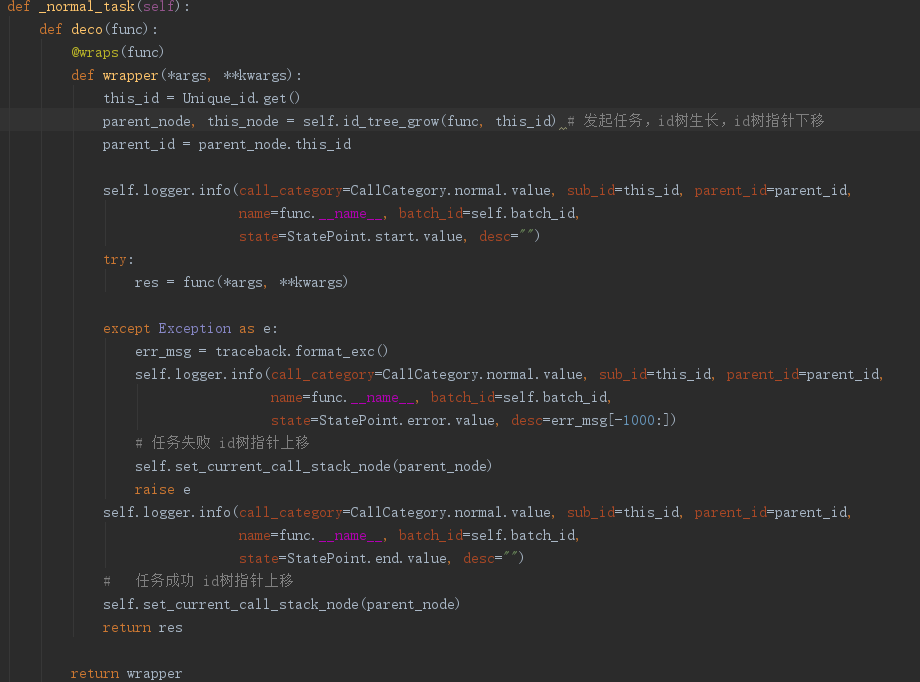 def _normal_task(self):
def deco(func):
@wraps(func)
def wrapper(*args, **kwargs):
this_id = Unique_id.get()
parent_node, this_node = self.id_tree_grow(func, this_id) # 发起任务，id树生长，id树指针下移
parent_id = parent_node.this_id
self.logger.info(call_category=CallCategory.normal.value, sub_id=this_id, parent_id=parent_id,
name=func.__name__, batch_id=self.batch_id,
state=StatePoint.start.value, desc="")
try:
res = func(*args, **kwargs)
except Exception as e:
err_msg = traceback.format_exc()
self.logger.info(call_category=CallCategory.normal.value, sub_id=this_id, parent_id=parent_id,
name=func.__name__, batch_id=self.batch_id,
state=StatePoint.error.value, desc=err_msg[-1000:])
# 任务失败 id树指针上移
self.set_current_call_stack_node(parent_node)
raise e
self.logger.info(call_category=CallCategory.normal.value, sub_id=this_id, parent_id=parent_id,
name=func.__name__, batch_id=self.batch_id,
state=StatePoint.end.value, desc="")
#   任务成功 id树指针上移
self.set_current_call_stack_node(parent_node)
return res
return wrapper